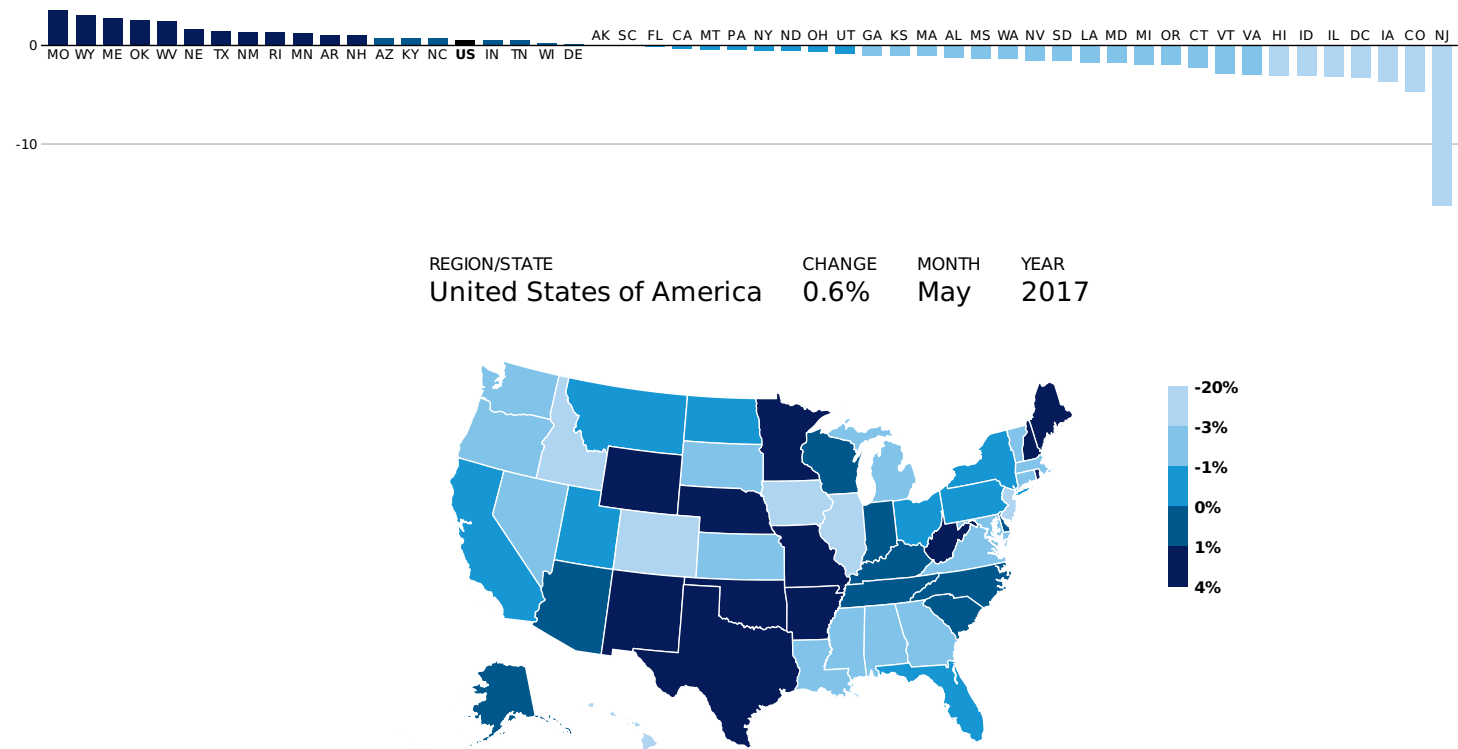 AK SC FL CA MT PA NY ND OH UT GA KS MA AL MS WA NV SD LA MD MI OR CT VT VA HI ID IL DC IA CO NJ
0
MO WY ME OK WV NE TX NM RI MN AR NH AZ KY NC US IN TN WI DE
-10
REGION/STATE CHANGE MONTH YEAR
United States of America 0.6% May 2017
-20%
-3%
-1%
0%
1%
4%